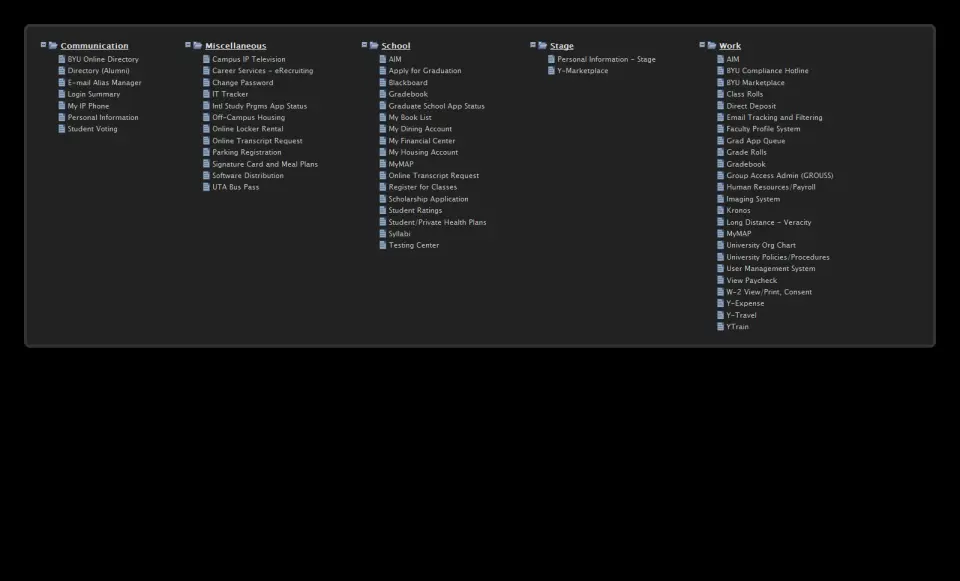 Communication
BYU Online Directory
Directory (Alumni)
E-mail Alias Manager
Login Summary
My IP Phone
Personal Information
Student Voting
Miscellaneous
Campus IP Television
Career Services - eRecruiting
Change Password
IT Tracker
Intl Study Prgms App Status
Off-Campus Housing
Online Locker Rental
Online Transcript Request
Parking Registration
Signature Card and Meal Plans
Software Distribution
UTA Bus Pass
School
AIM
Apply for Graduation
Blackboard
Gradebook
Graduate School App Status
My Book List
My Dining Account
My Financial Center
My Housing Account
MyMAP
Online Transcript Request
Register for Classes
Scholarship Application
Student Ratings
Student/Private Health Plans
Syllabi
Testing Center
Stage
Personal Information - Stage
Y-Marketplace
Work
AIM
BYU Compliance Hotline
BYU Marketplace
Class Rolls
Direct Deposit
Email Tracking and Filtering
Faculty Profile System
Grad App Queue
Grade Rolls
Gradebook
Group Access Admin (GROUSS)
Human Resources/Payroll
Imaging System
Kronos
Long Distance - Veracity
MyMAP
University Org Chart
University Policies/Procedures
User Management System
View Paycheck
W-2 View/Print, Consent
Y-Expense
Y-Travel
YTrain